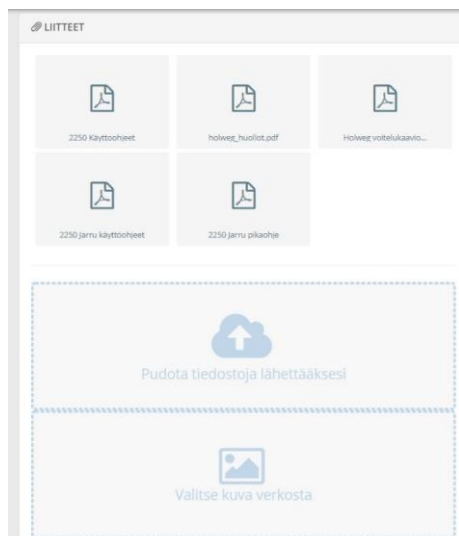 LIITTEET
2250 Käyttöohjeet
holweg_huollot.pdf
Holweg voitelukaavio...
2250 Jarru käyttöohjeet
2250 Jarru pikaohje
Pudota tiedostoja lähettääksesi
Valitse kuva verkosta